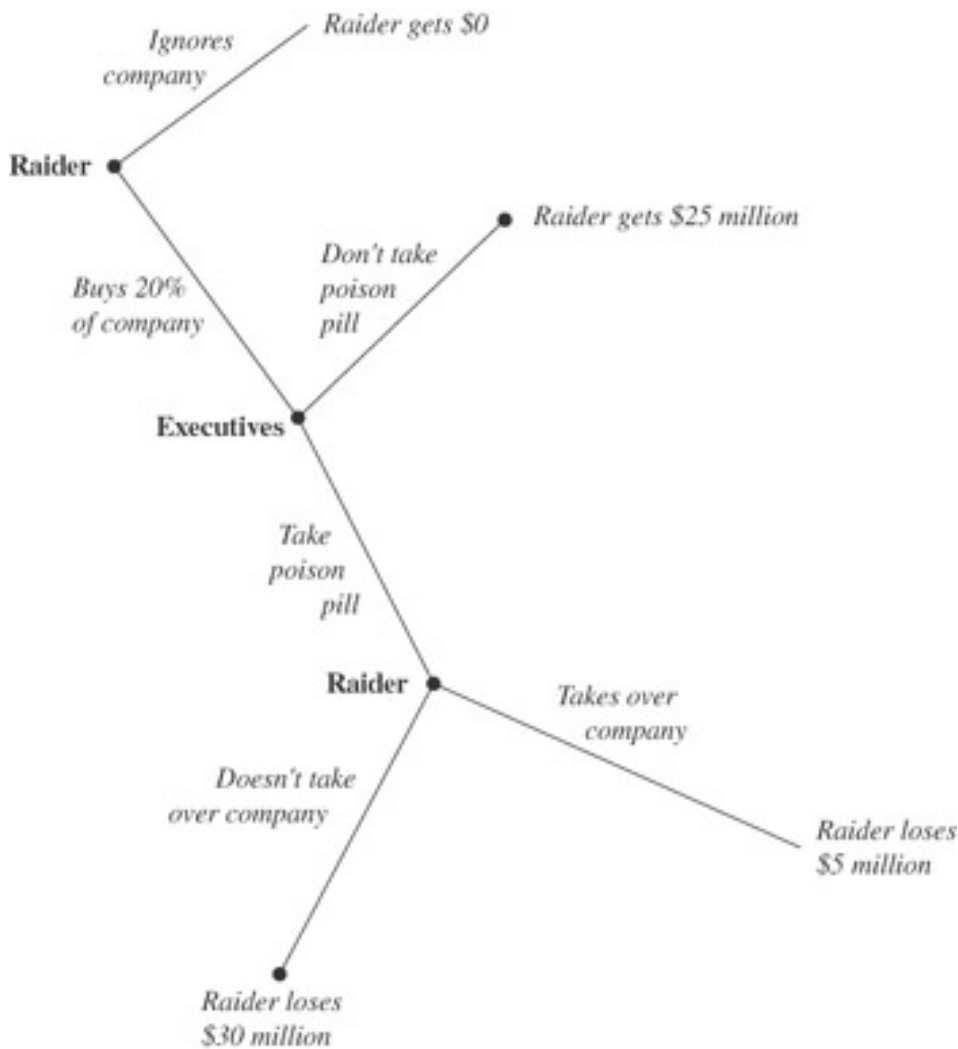 Ignores
company
Raider gets $0
Raider
Raider gets $25 million
Don't take
poison
pill
Buys 20%
of company
Executives
Take
poison
pill
Raider
Takes over
company
Doesn't take
over company
Raider loses
$5 million
Raider loses
$30 million